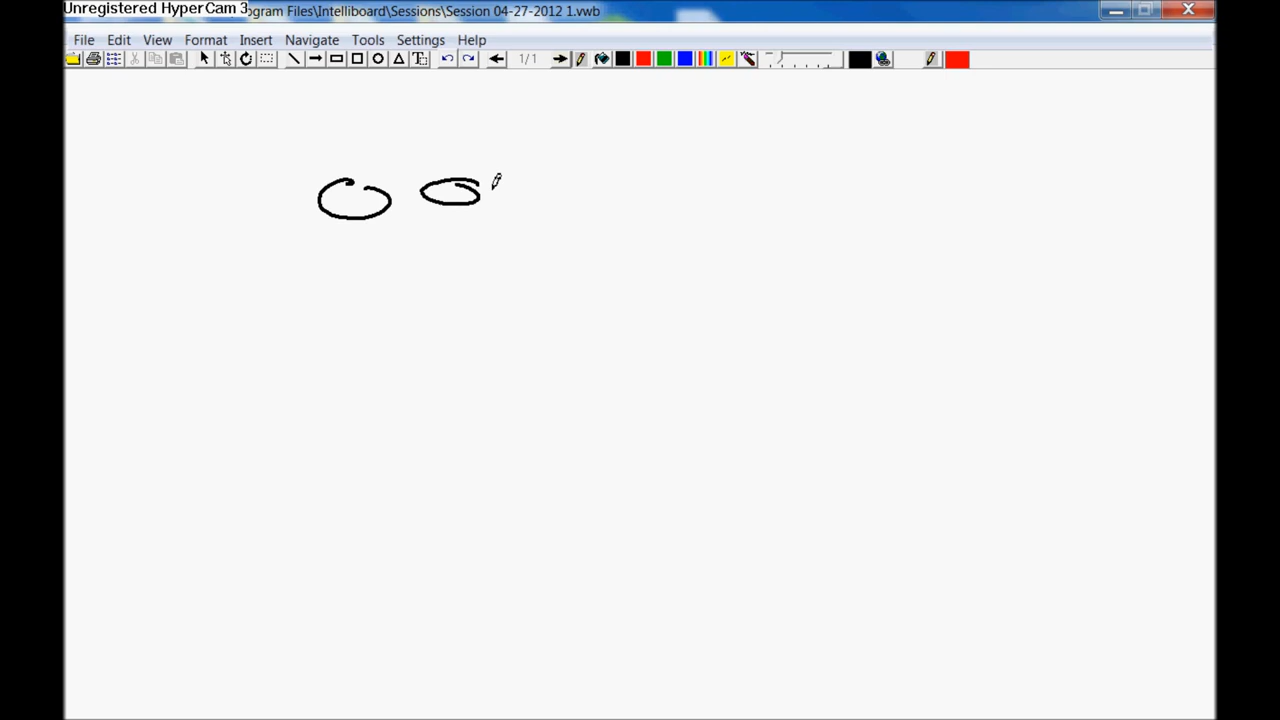 Unregistered HyperCam 3
ogram Files\Intelliboard\Sessions\Session 04-27-2012 1.vwb
File Edit View Format Insert Navigate Tools Settings Help
1/1